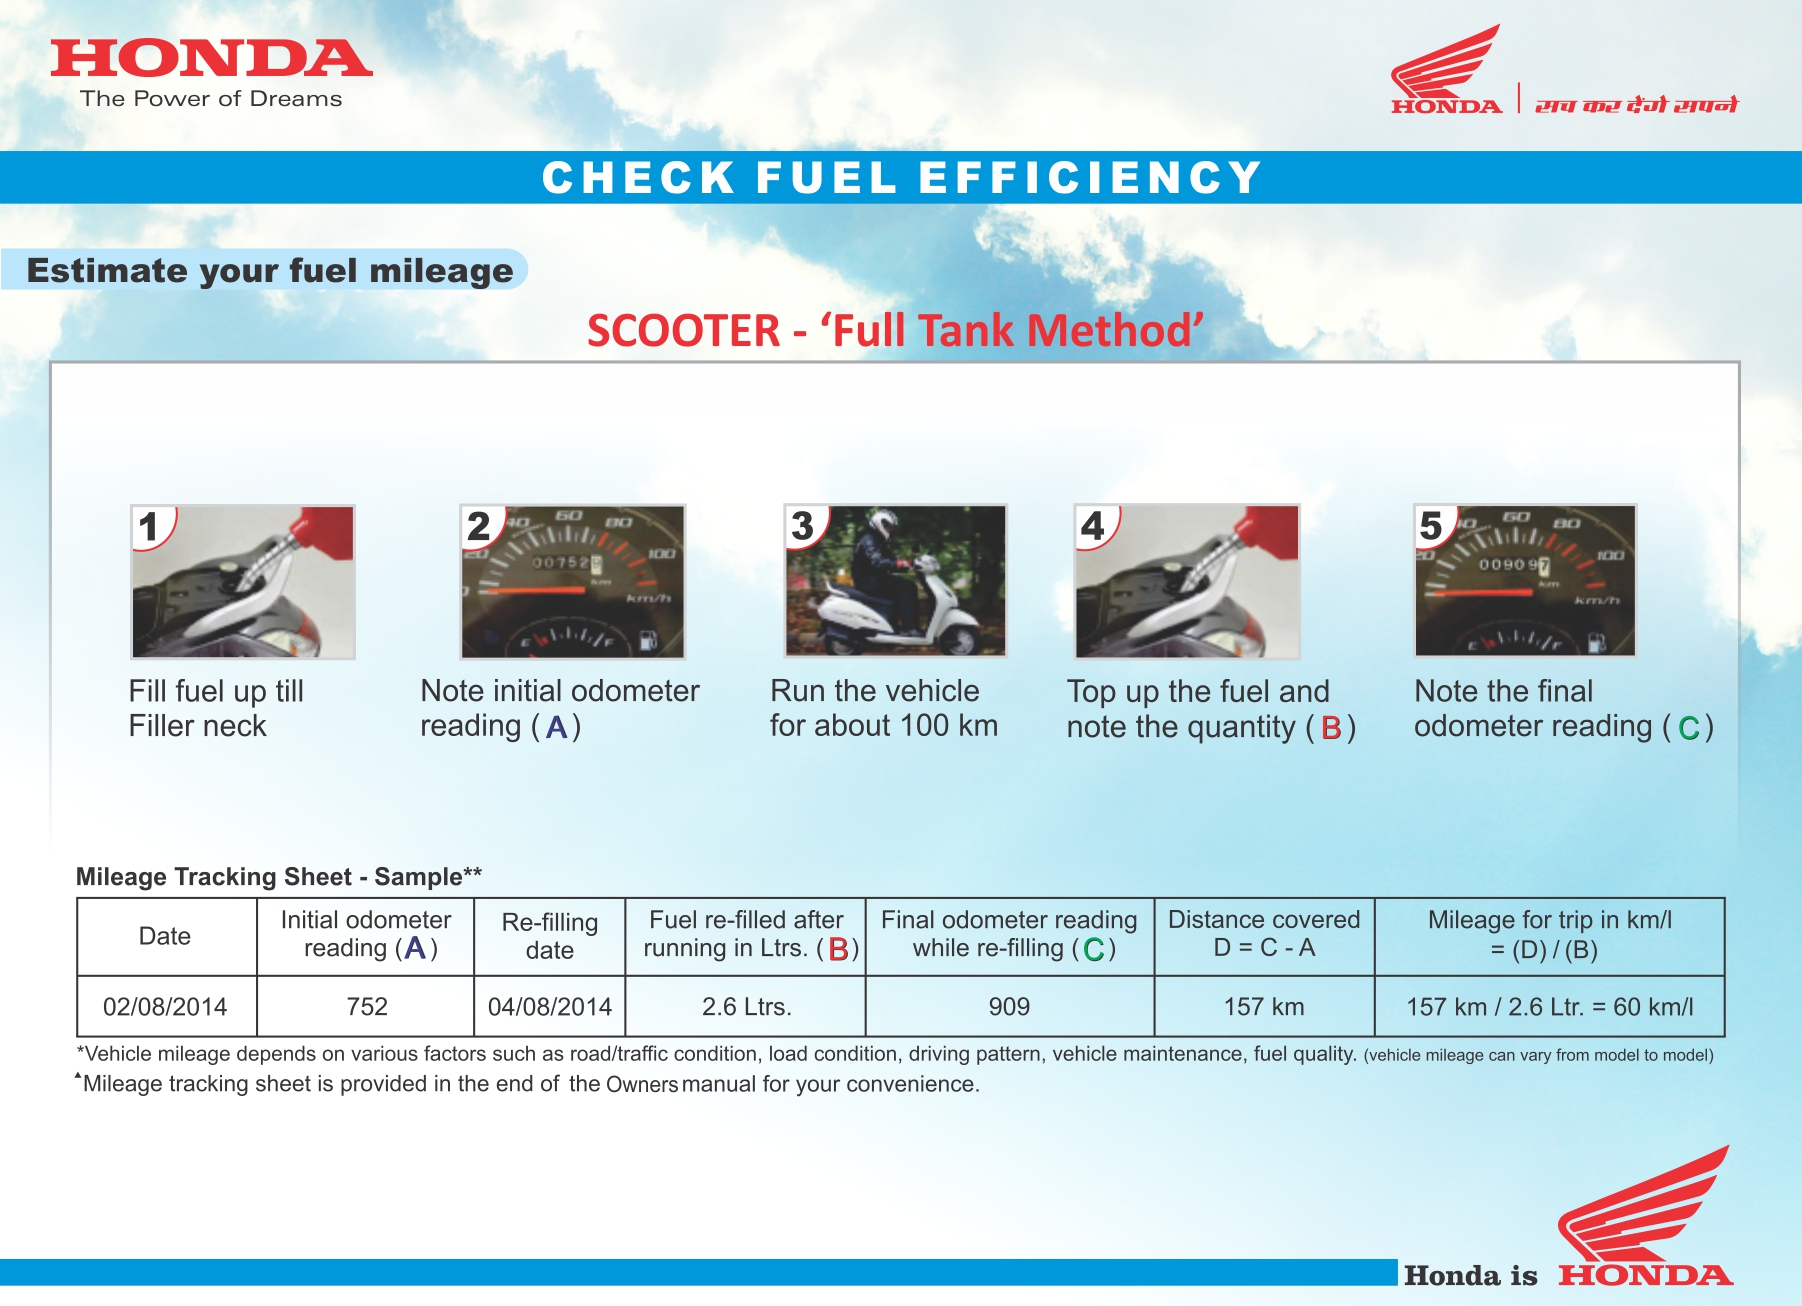 HONDA
The Power of Dreams
HONDA
सच कर देंगे सपने
CHECK FUEL EFFICIENCY
Estimate your fuel mileage
SCOOTER - ‘Full Tank Method’
1
2
40 60 80
20 100
00752
km
km/h
E F
3
4
5
40 60 80
20 100
009097
km
km/h
E F
Fill fuel up till
Filler neck
Note initial odometer
reading (A)
Run the vehicle
for about 100 km
Top up the fuel and
note the quantity (B)
Note the final
odometer reading (C)
Mileage Tracking Sheet - Sample**
Date
Initial odometer
reading (A)
Re-filling
date
Fuel re-filled after
running in Ltrs. (B)
Final odometer reading
while re-filling (C)
Distance covered
D = C - A
Mileage for trip in km/l
= (D) / (B)
02/08/2014 752 04/08/2014 2.6 Ltrs. 909 157 km 157 km / 2.6 Ltr. = 60 km/l
*Vehicle mileage depends on various factors such as road/traffic condition, load condition, driving pattern, vehicle maintenance, fuel quality. (vehicle mileage can vary from model to model)
▲Mileage tracking sheet is provided in the end of the Owners manual for your convenience.
Honda is HONDA